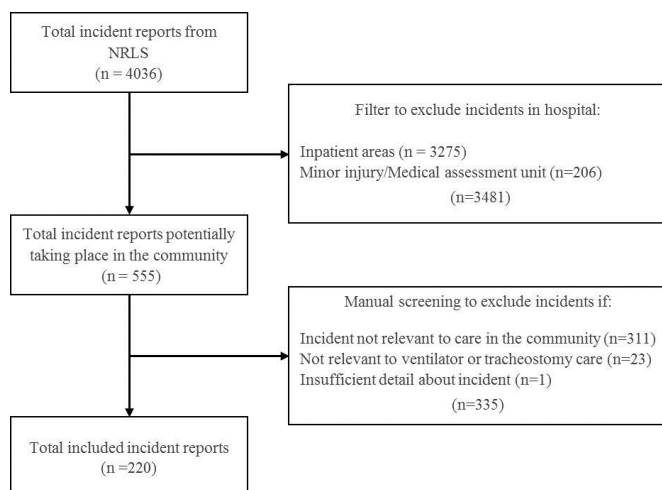 Total incident reports from
NRLS
(n = 4036)
Filter to exclude incidents in hospital:
Inpatient areas (n = 3275)
Minor injury/Medical assessment unit (n=206)
(n=3481)
Total incident reports potentially
taking place in the community
(n = 555)
Manual screening to exclude incidents if:
Incident not relevant to care in the community (n=311)
Not relevant to ventilator or tracheostomy care (n=23)
Insufficient detail about incident (n=1)
(n=335)
Total included incident reports
(n =220)